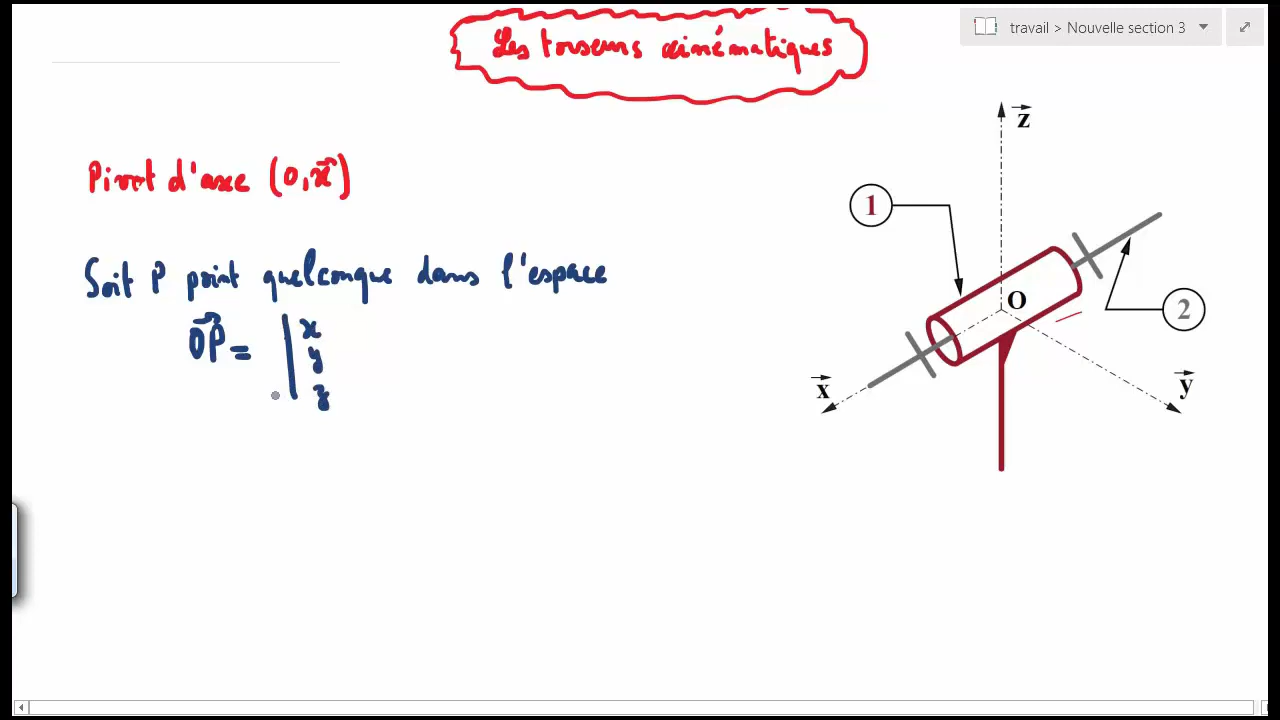 Les torseurs cinématiques
travail > Nouvelle section 3
Pivot d'axe (O, x⃗)
Soit P point quelconque dans l'espace
OP⃗ = | x
y
z
z⃗
1
O
2
x⃗
y⃗